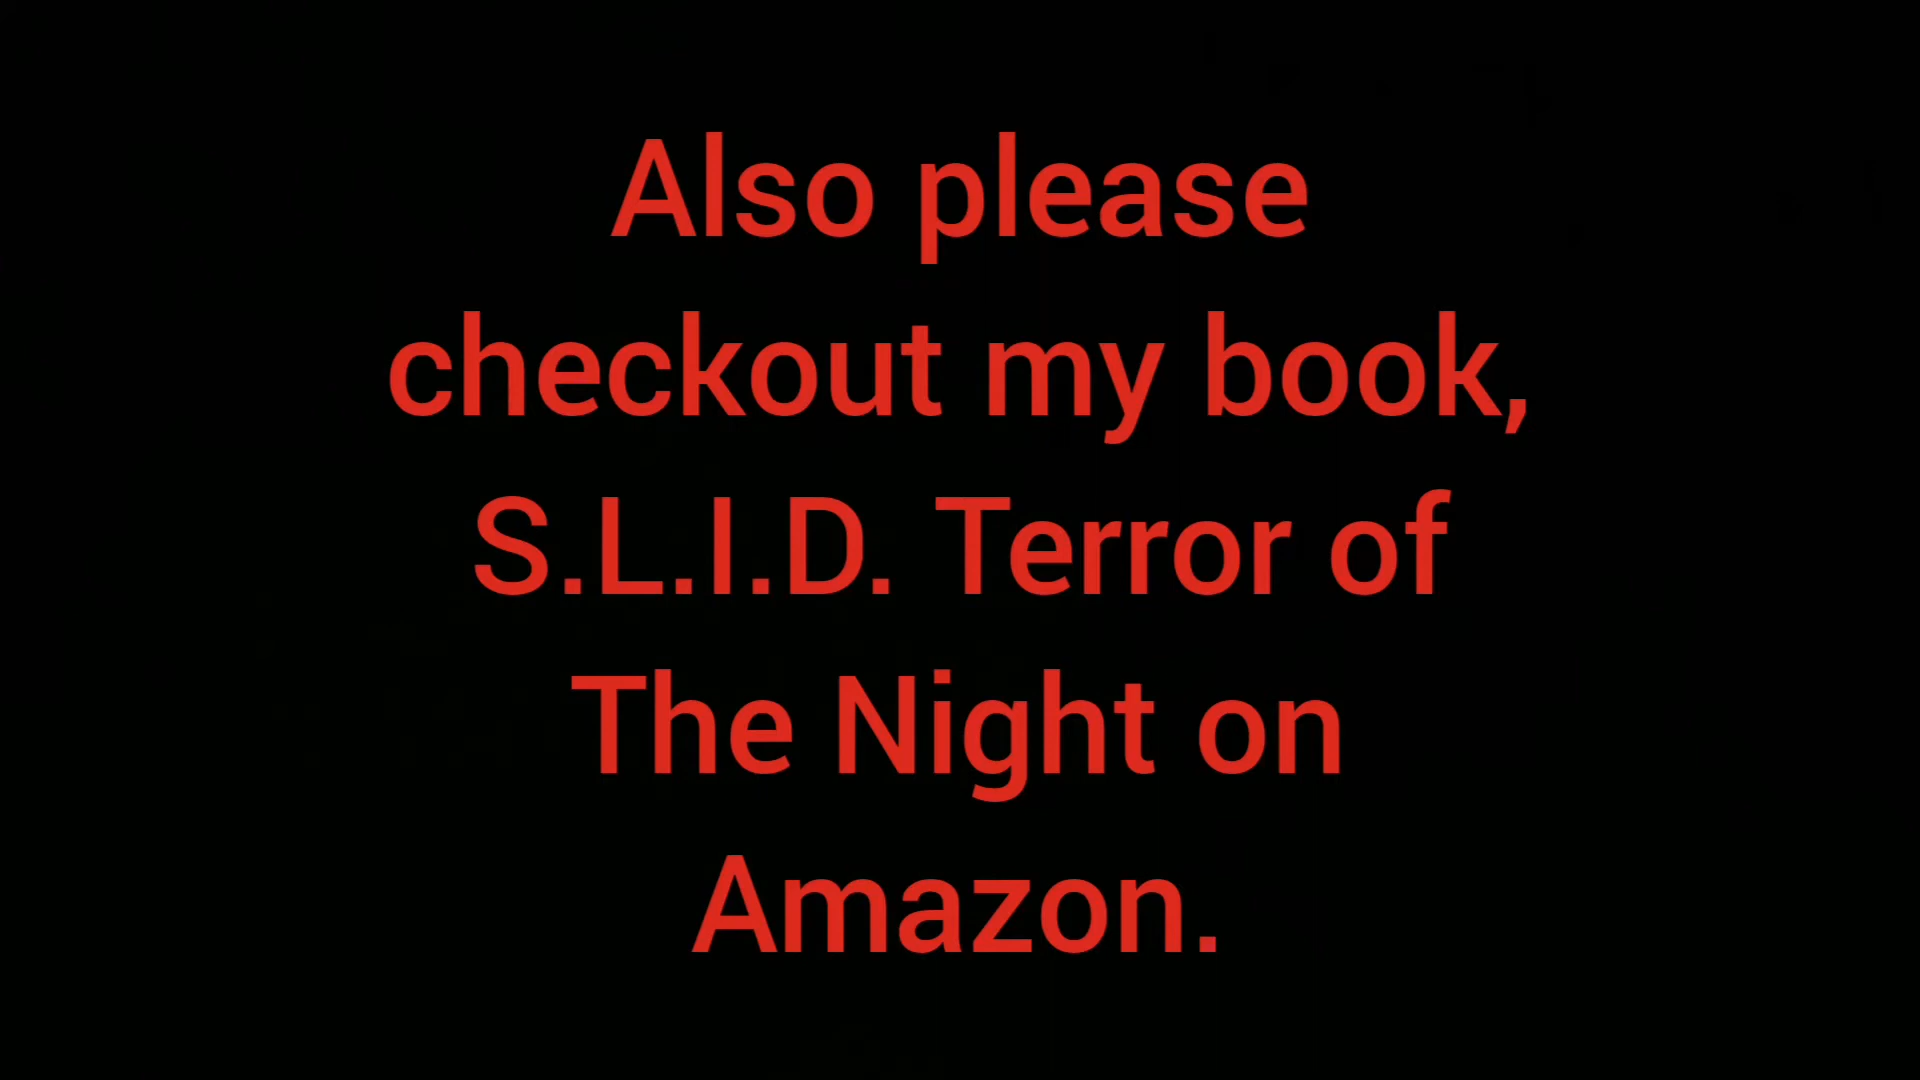 Also please
checkout my book,
S.L.I.D. Terror of
The Night on
Amazon.